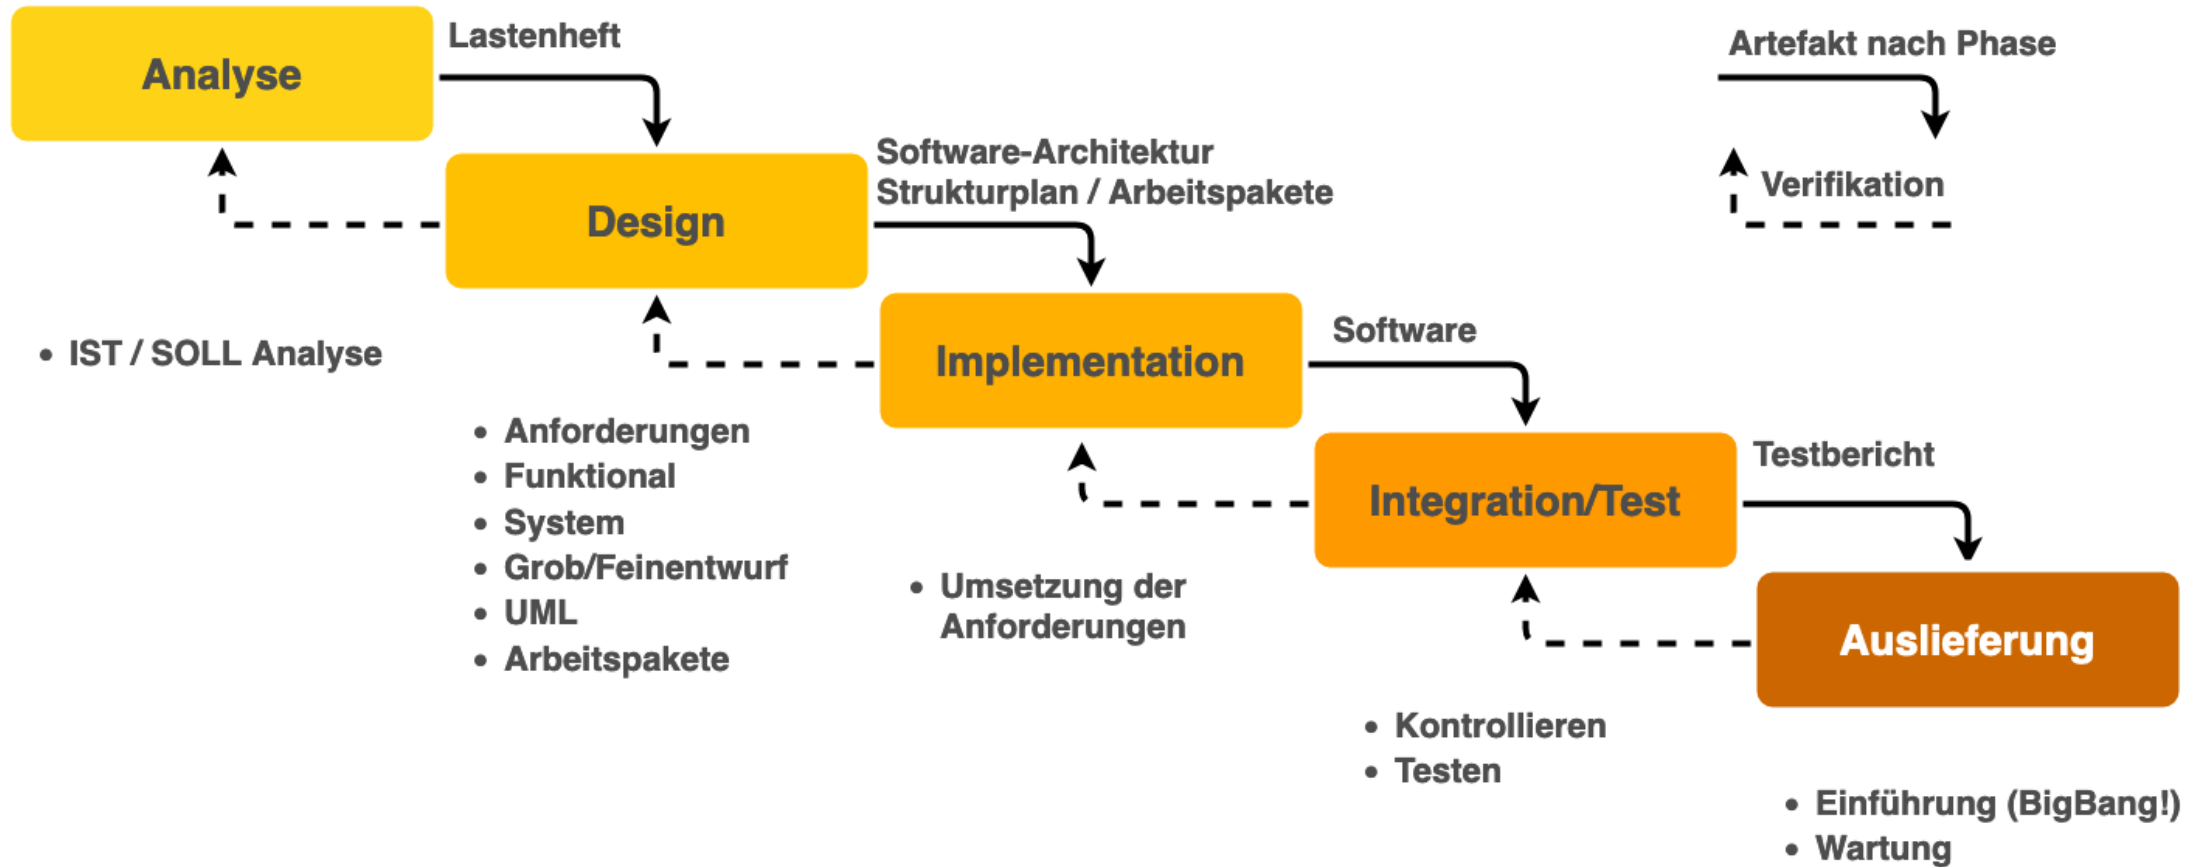 Analyse
Lastenheft
Artefakt nach Phase
Verifikation
Design
Software-Architektur
Strukturplan / Arbeitspakete
• IST / SOLL Analyse
Implementation
Software
• Anforderungen
• Funktional
• System
• Grob/Feinentwurf
• UML
• Arbeitspakete
Integration/Test
Testbericht
• Umsetzung der
Anforderungen
Auslieferung
• Kontrollieren
• Testen
• Einführung (BigBang!)
• Wartung